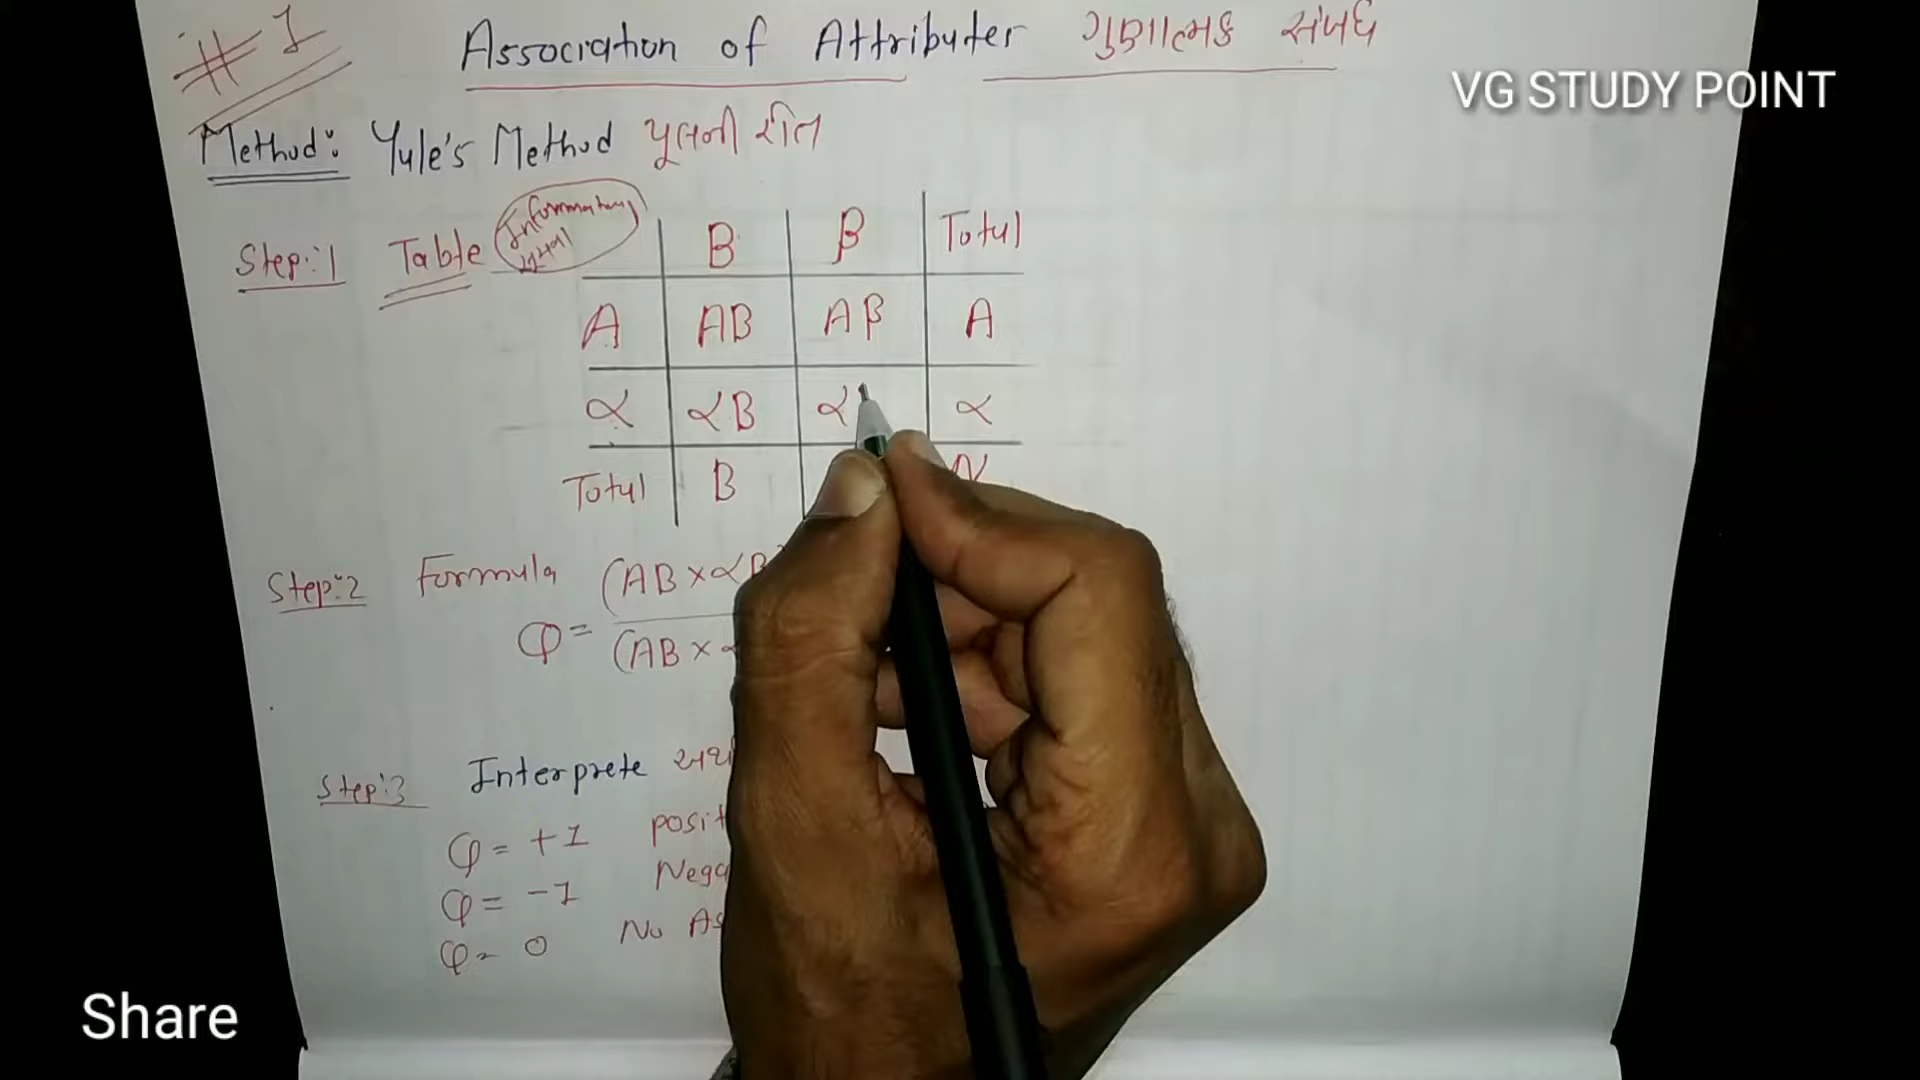 # 1
Association of Attributer ગુણાત્મક સંબંધ
VG STUDY POINT
Method: Yule's Method યુલની રીત
Step:1 Table
B β Total
A AB Aβ A
α αB α α
Total B N
Step:2 Formula (AB × αβ
Q = (AB ×
Step:3 Interprete
Q = +1 posit
Q = -1 Nega
Q = 0 No As
Share